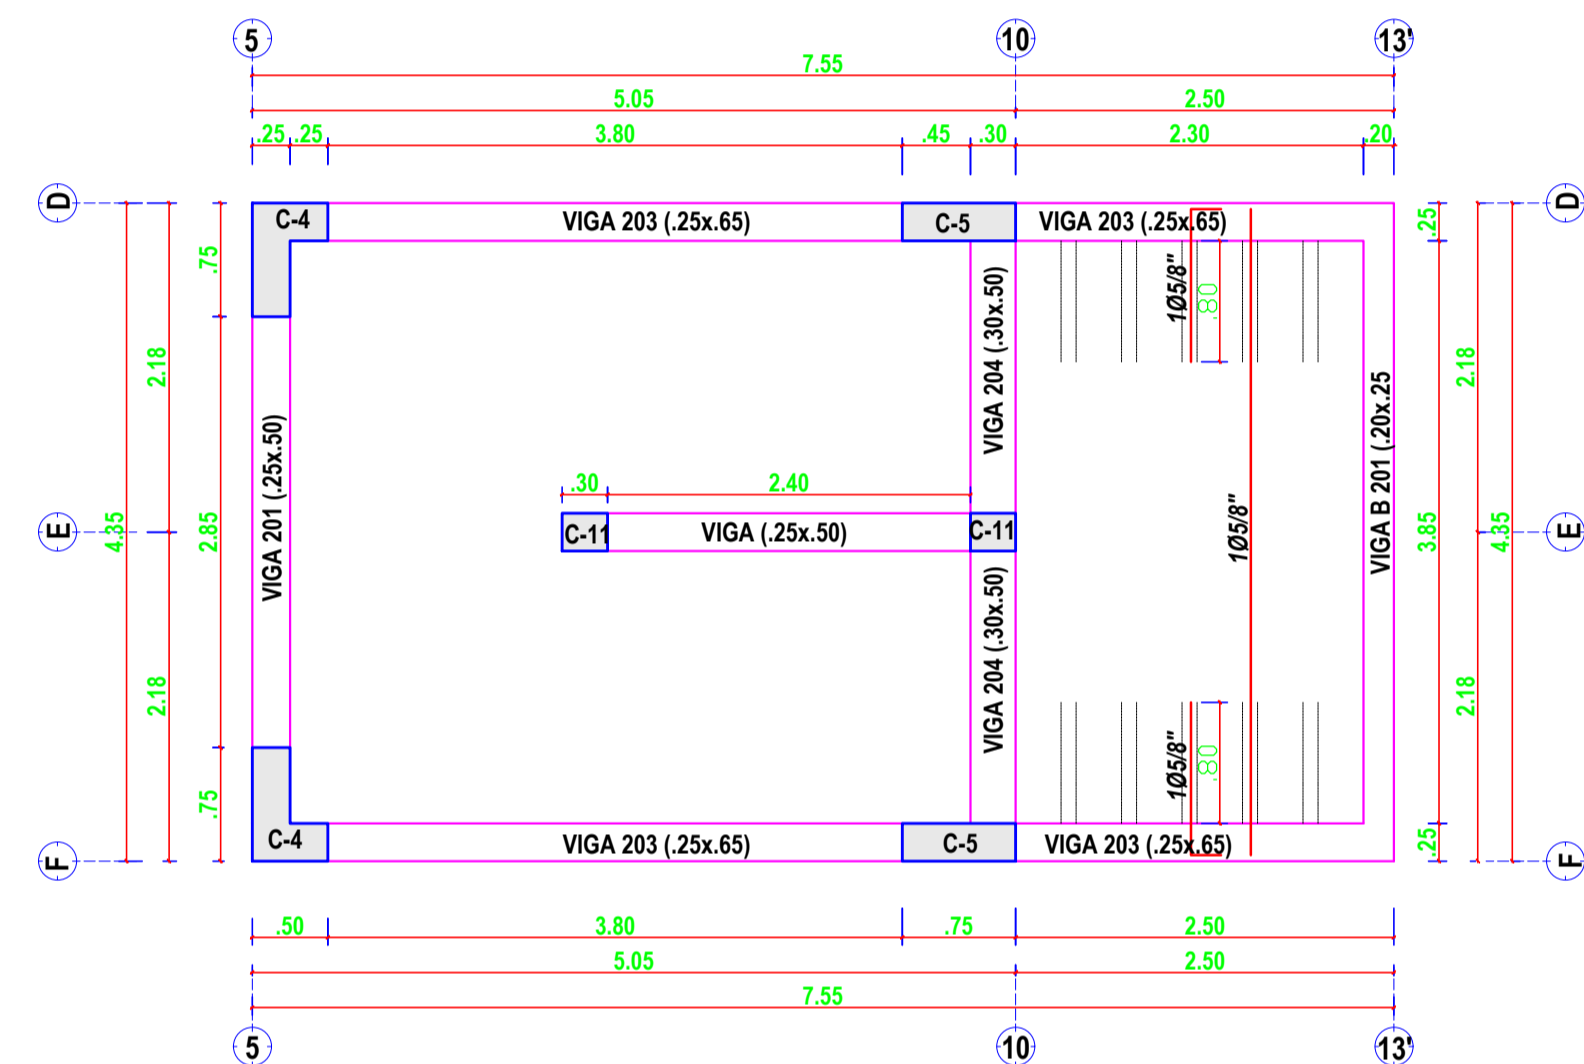 5
10
13'
7.55
5.05
2.50
.25
.25
3.80
.45
.30
2.30
.20
D
C-4
VIGA 203 (.25x.65)
C-5
VIGA 203 (.25x.65)
D
.75
.25
1Ø5/8"
.80
VIGA 204 (.30x.50)
2.18
2.18
VIGA B 201 (.20x.25
VIGA 201 (.25x.50)
.30
2.40
E
4.35
2.85
C-11
VIGA (.25x.50)
C-11
1Ø5/8"
3.85
4.35
E
VIGA 204 (.30x.50)
2.18
2.18
1Ø5/8"
.80
.75
.25
F
C-4
VIGA 203 (.25x.65)
C-5
VIGA 203 (.25x.65)
F
.50
3.80
.75
2.50
5.05
2.50
7.55
5
10
13'